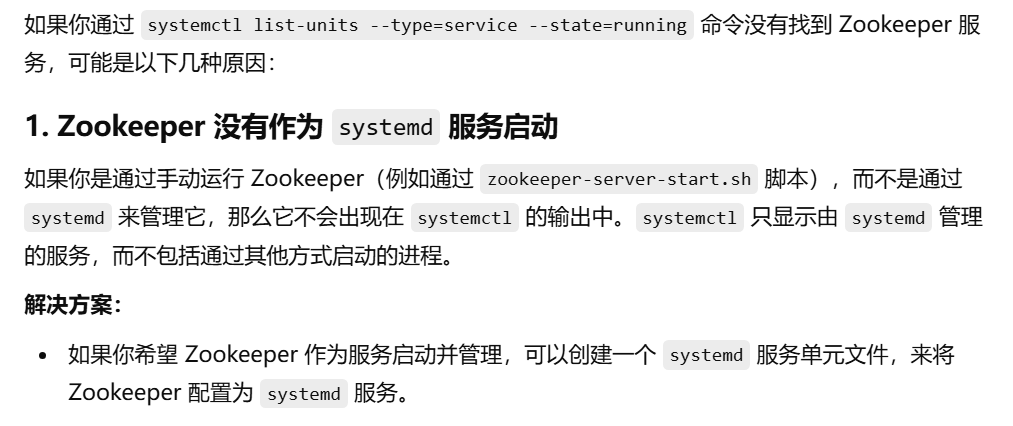 如果你通过 systemctl list-units --type=service --state=running 命令没有找到 Zookeeper 服
务，可能是以下几种原因：
1. Zookeeper 没有作为 systemd 服务启动
如果你是通过手动运行 Zookeeper（例如通过 zookeeper-server-start.sh 脚本），而不是通过
systemd 来管理它，那么它不会出现在 systemctl 的输出中。systemctl 只显示由 systemd 管理
的服务，而不包括通过其他方式启动的进程。
解决方案：
• 如果你希望 Zookeeper 作为服务启动并管理，可以创建一个 systemd 服务单元文件，来将
Zookeeper 配置为 systemd 服务。